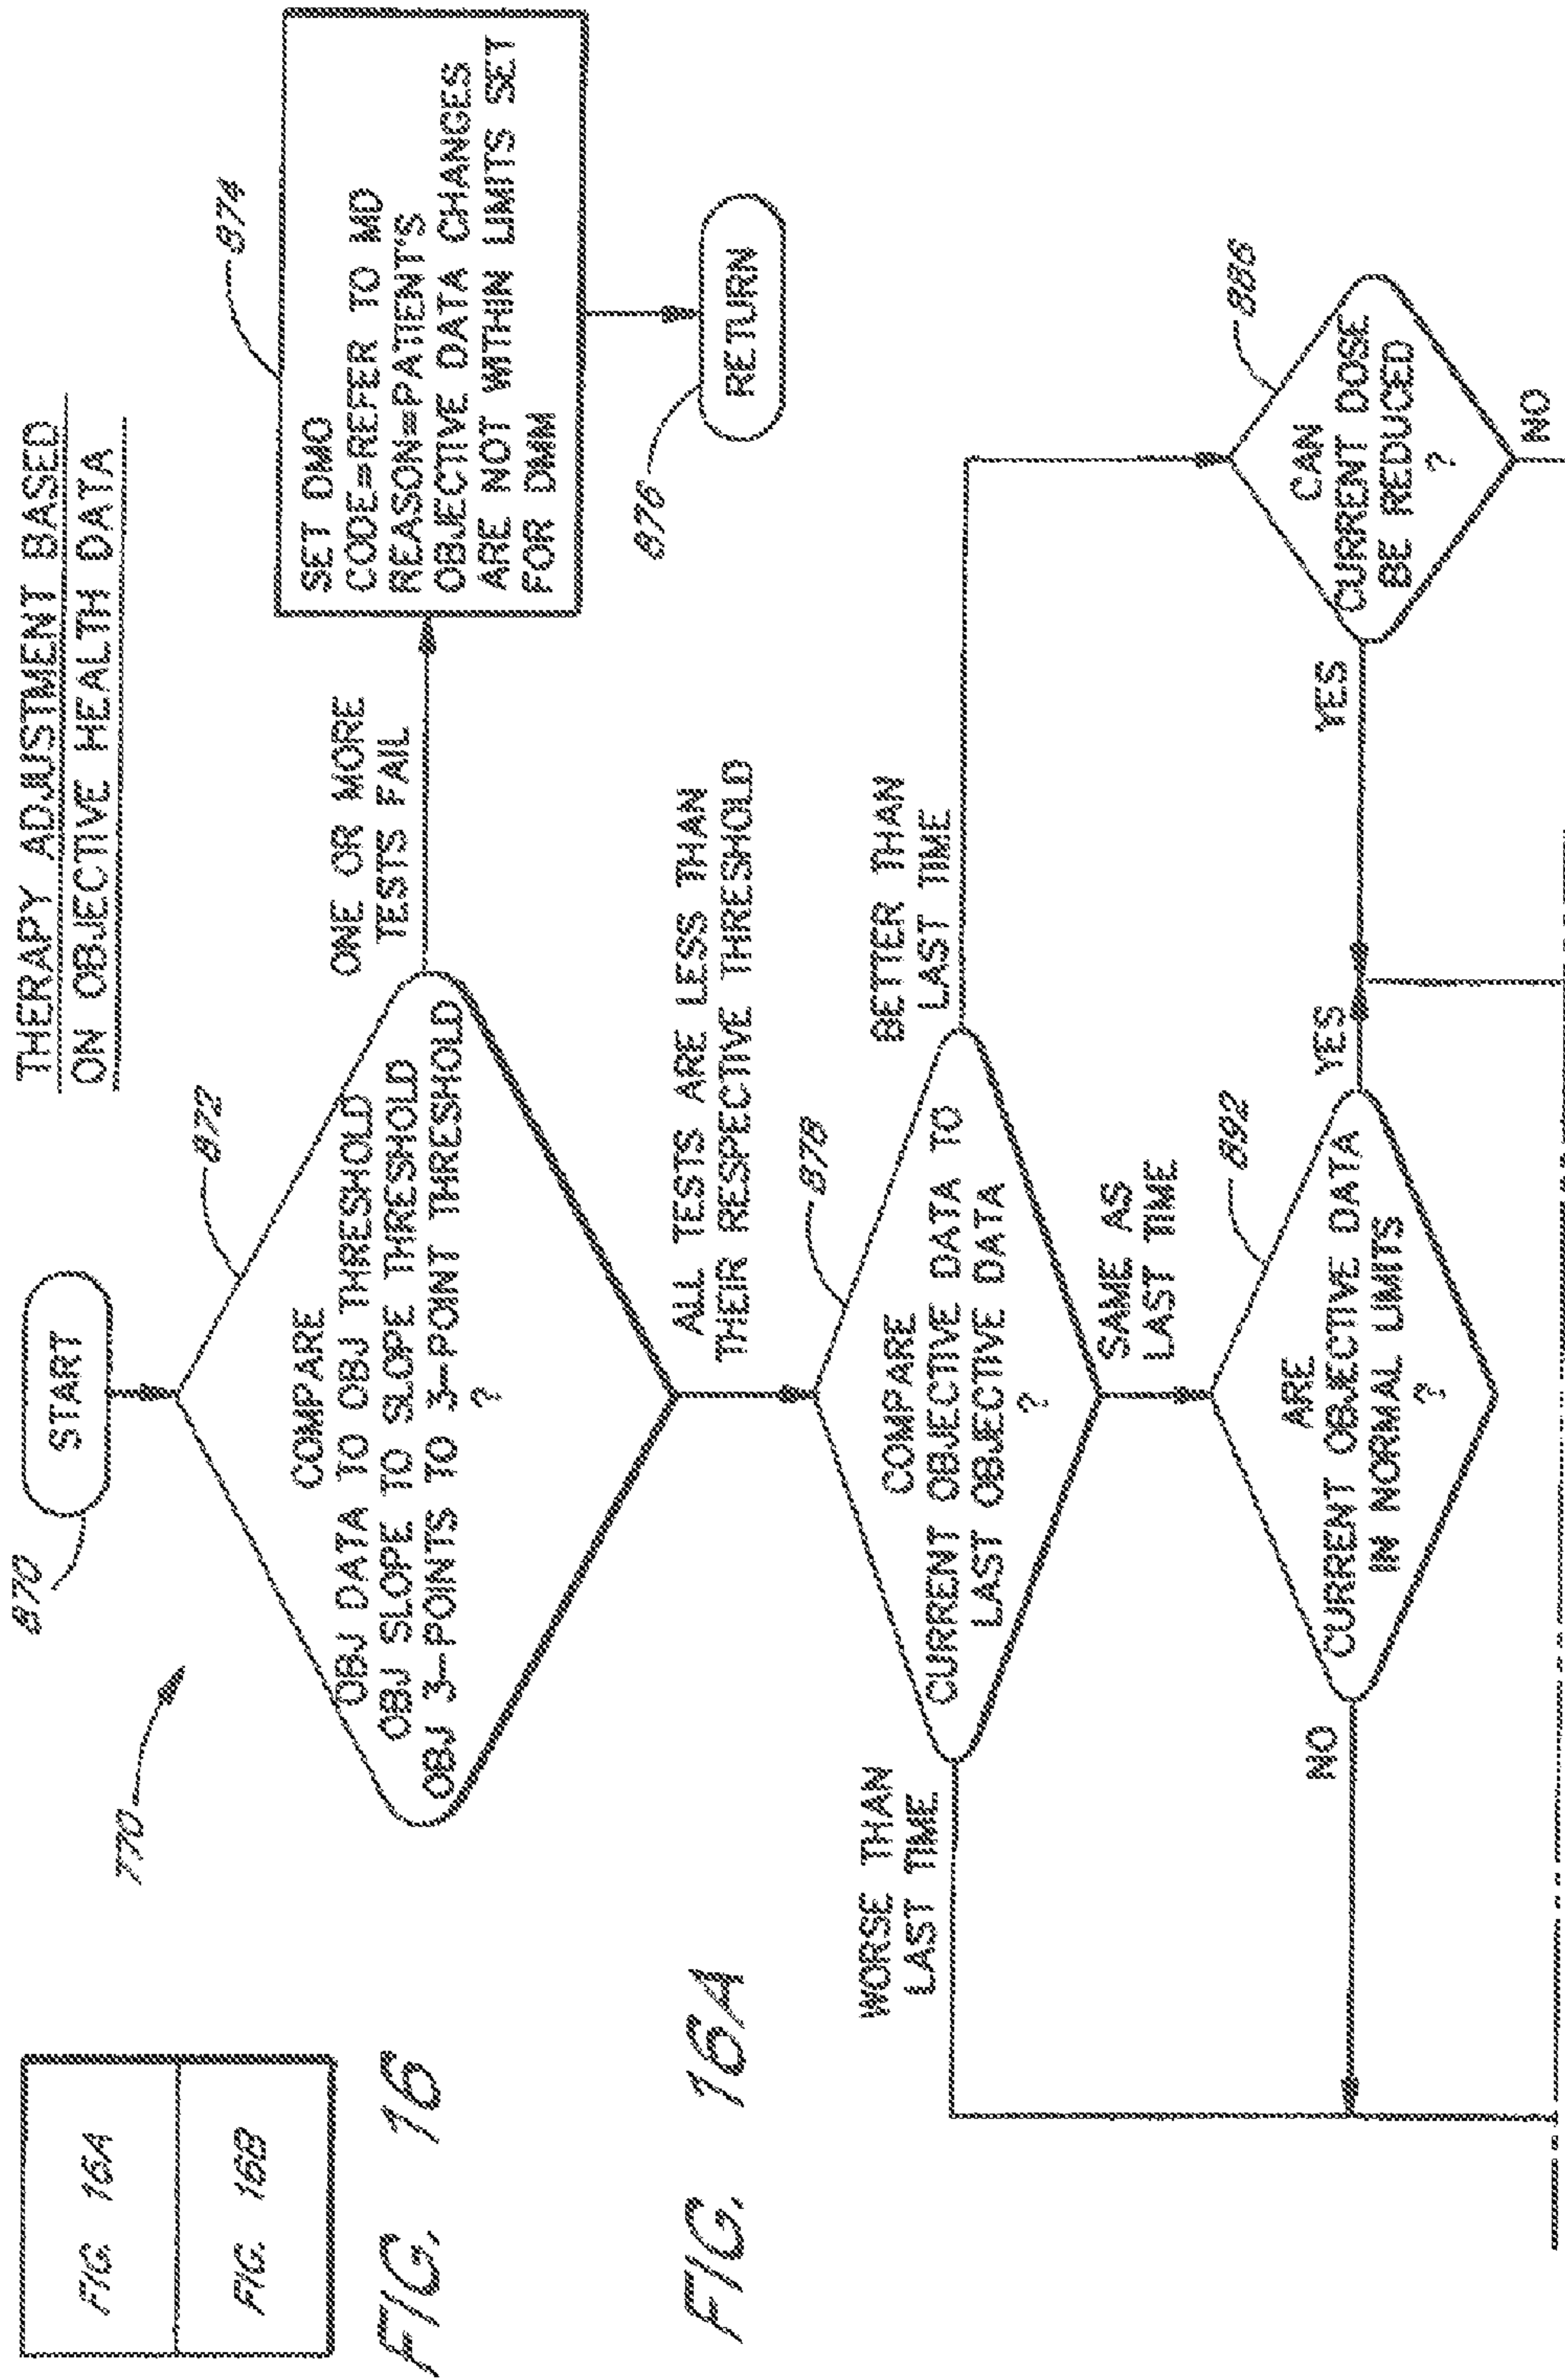 FIG. 16A
FIG. 16B
FIG. 16
FIG. 16A
THERAPY ADJUSTMENT BASED
ON OBJECTIVE HEALTH DATA
770
870
START
872
COMPARE
OBJ DATA TO OBJ THRESHOLD
OBJ SLOPE TO SLOPE THRESHOLD
OBJ 3-POINTS TO 3-POINT THRESHOLD
?
ONE OR MORE
TESTS FAIL
874
SET DMO
CODE=REFER TO MD
REASON=PATIENT'S
OBJECTIVE DATA CHANGES
ARE NOT WITHIN LIMITS SET
FOR DMM
876
RETURN
ALL TESTS ARE LESS THAN
THEIR RESPECTIVE THRESHOLD
878
COMPARE
CURRENT OBJECTIVE DATA TO
LAST OBJECTIVE DATA
?
WORSE THAN
LAST TIME
BETTER THAN
LAST TIME
SAME AS
LAST TIME
892
ARE
CURRENT OBJECTIVE DATA
IN NORMAL LIMITS
?
NO
YES
886
CAN
CURRENT DOSE
BE REDUCED
?
YES
NO